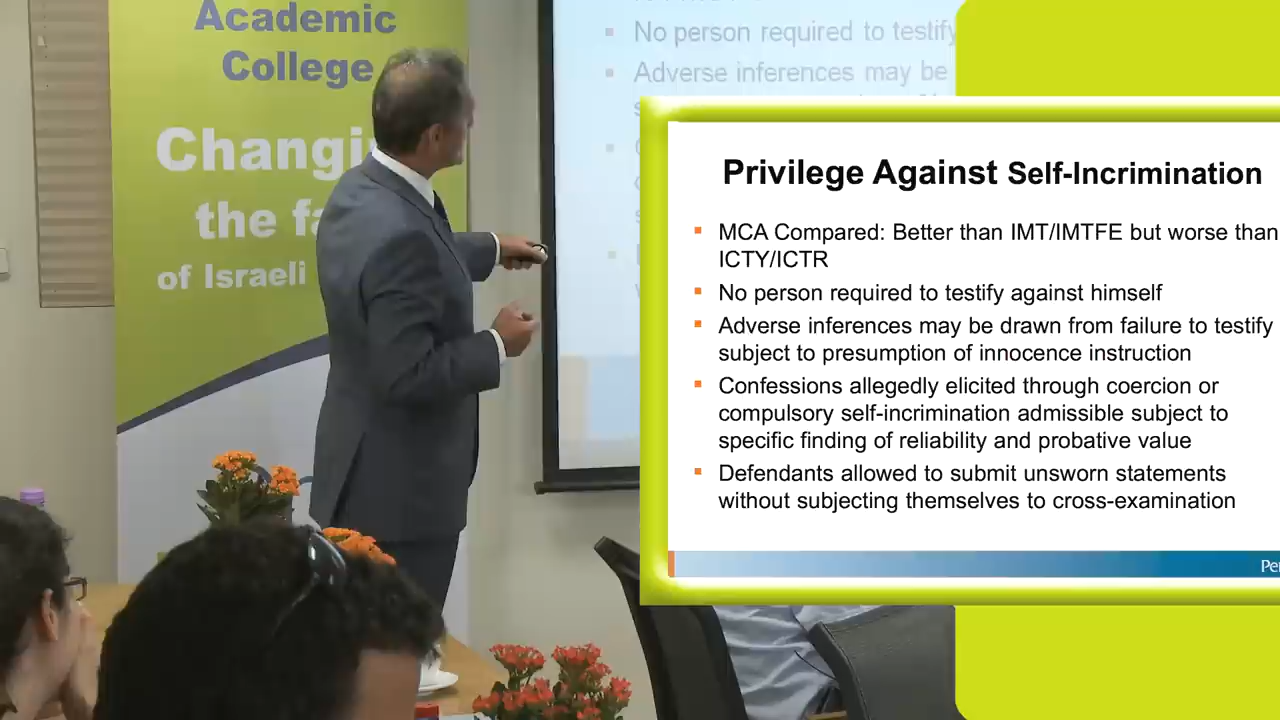 Academic
College
Changi
the fa
of Israeli
No person required to testify
Adverse inferences may be
Privilege Against Self-Incrimination
MCA Compared: Better than IMT/IMTFE but worse than
ICTY/ICTR
No person required to testify against himself
Adverse inferences may be drawn from failure to testify
subject to presumption of innocence instruction
Confessions allegedly elicited through coercion or
compulsory self-incrimination admissible subject to
specific finding of reliability and probative value
Defendants allowed to submit unsworn statements
without subjecting themselves to cross-examination
Pe